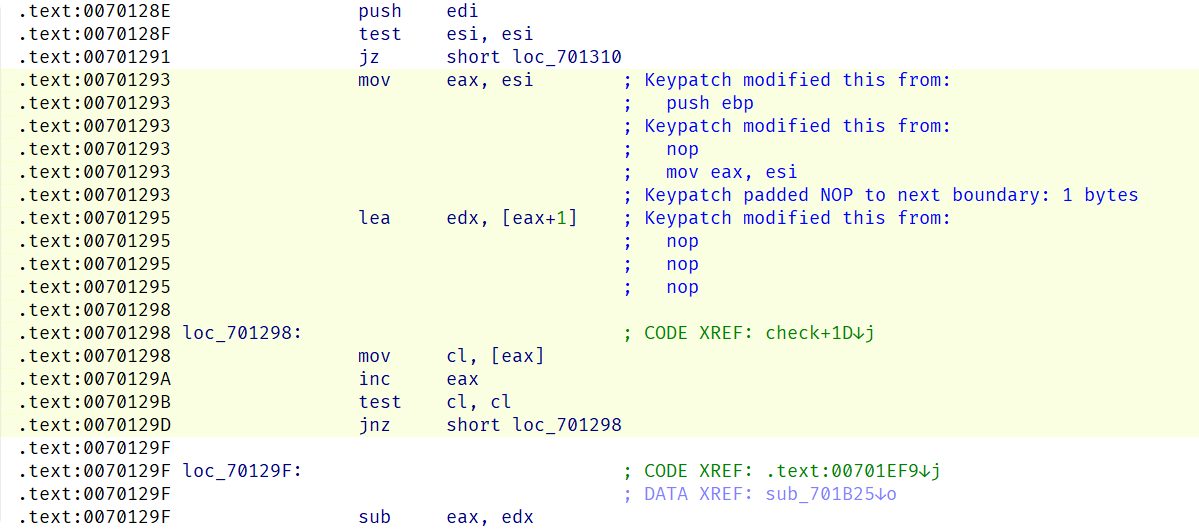 .text:0070128E push edi
.text:0070128F test esi, esi
.text:00701291 jz short loc_701310
.text:00701293 mov eax, esi ; Keypatch modified this from:
.text:00701293 ; push ebp
.text:00701293 ; Keypatch modified this from:
.text:00701293 ; nop
.text:00701293 ; mov eax, esi
.text:00701293 ; Keypatch padded NOP to next boundary: 1 bytes
.text:00701295 lea edx, [eax+1] ; Keypatch modified this from:
.text:00701295 ; nop
.text:00701295 ; nop
.text:00701295 ; nop
.text:00701298
.text:00701298 loc_701298: ; CODE XREF: check+1D↓j
.text:00701298 mov cl, [eax]
.text:0070129A inc eax
.text:0070129B test cl, cl
.text:0070129D jnz short loc_701298
.text:0070129F
.text:0070129F loc_70129F: ; CODE XREF: .text:00701EF9↓j
.text:0070129F ; DATA XREF: sub_701B25↓o
.text:0070129F sub eax, edx